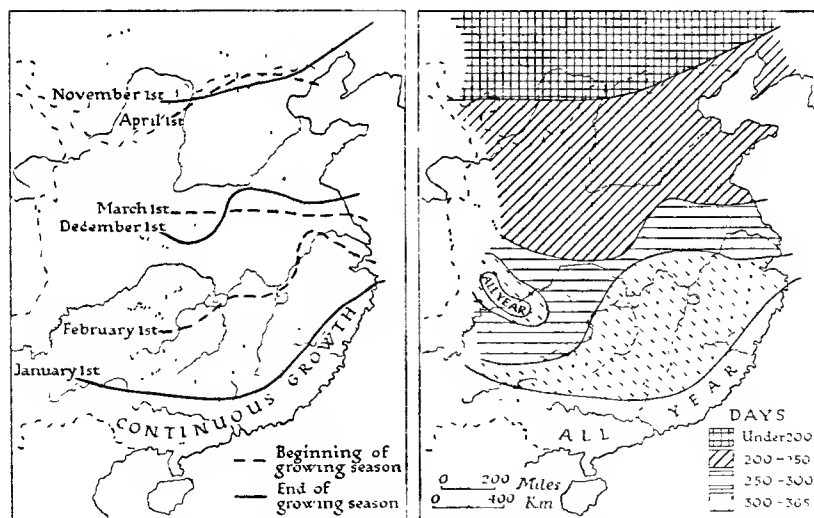 November 1st
April 1st
March 1st
December 1st
February 1st
January 1st
CONTINUOUS GROWTH
Beginning of
growing season
End of
growing season
ALL YEAR
ALL YEAR
DAYS
Under 200
200-250
250-300
300-365
0 200 Miles
0 400 Km